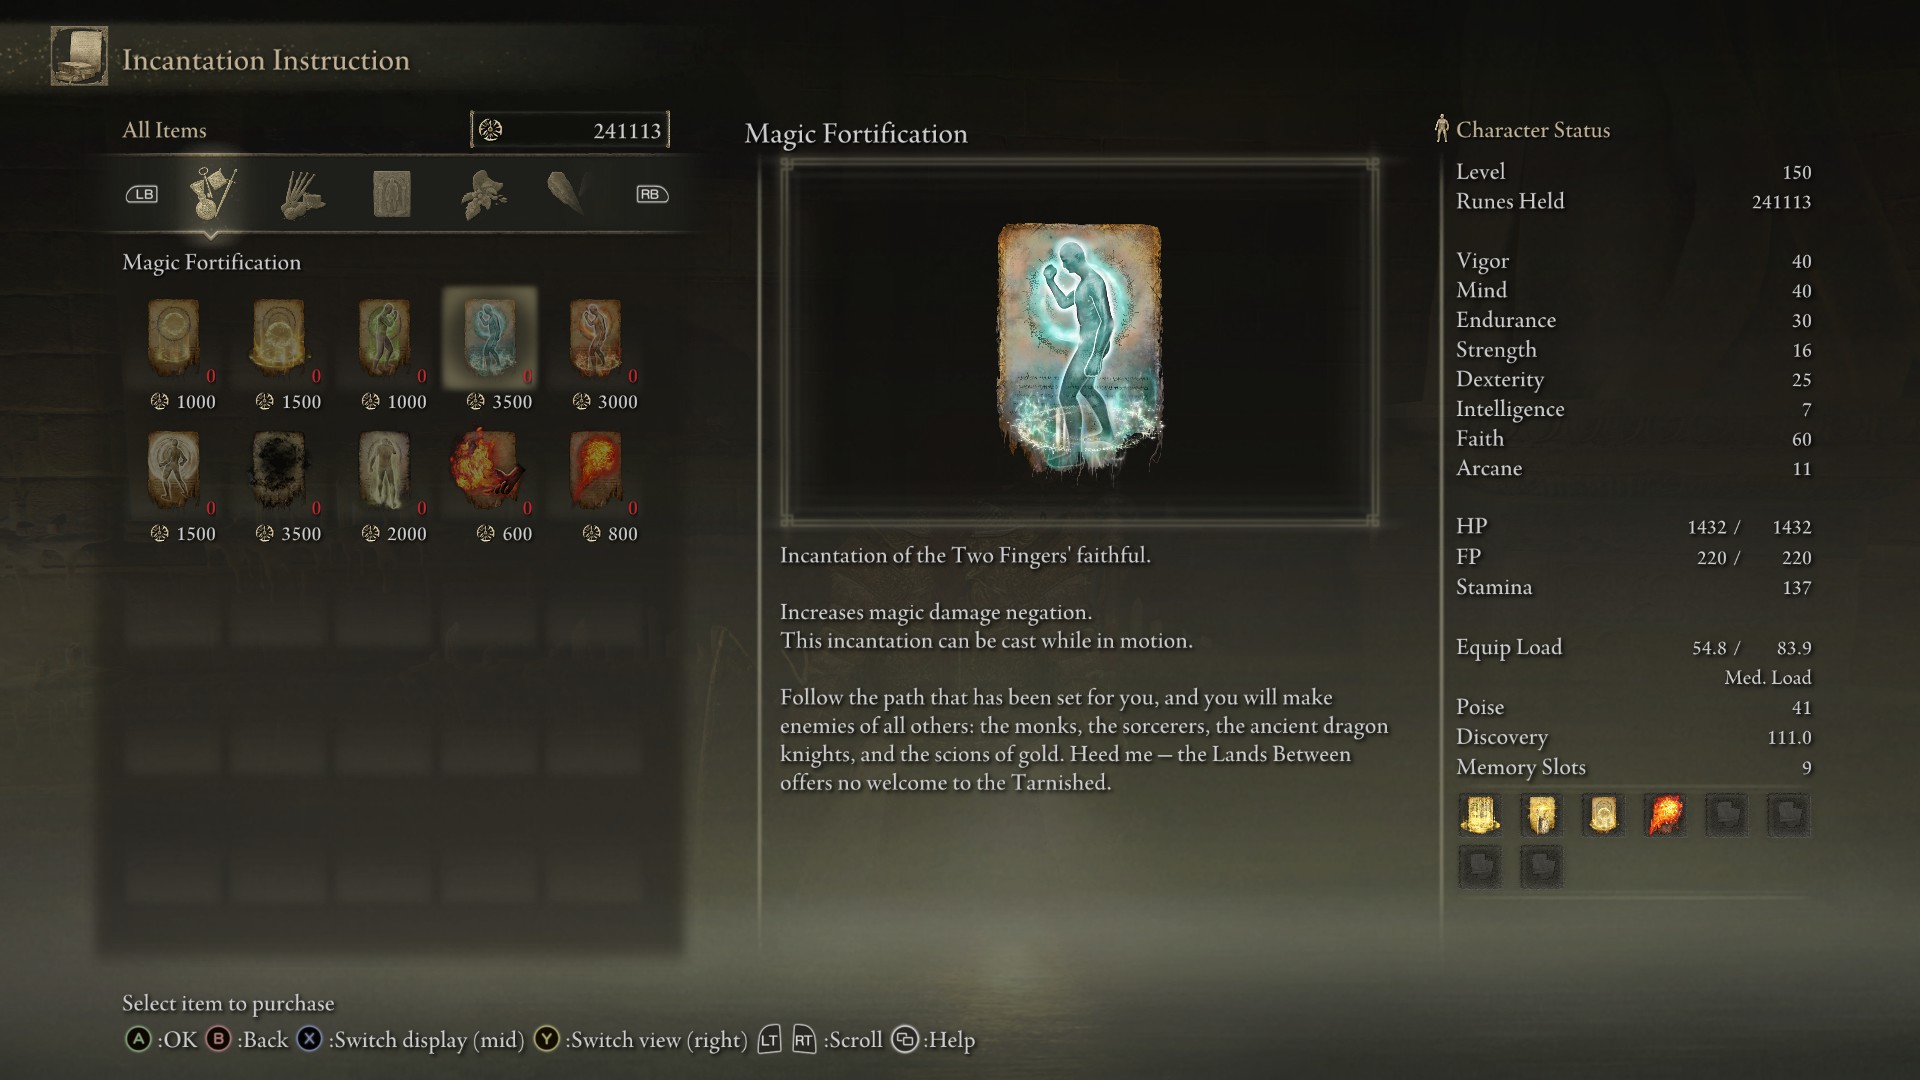 Incantation Instruction
All Items
241113
LB
RB
Magic Fortification
0 0 0 0 0
1000 1500 1000 3500 3000
0 0 0 0 0
1500 3500 2000 600 800
Magic Fortification
Incantation of the Two Fingers' faithful.
Increases magic damage negation.
This incantation can be cast while in motion.
Follow the path that has been set for you, and you will make
enemies of all others: the monks, the sorcerers, the ancient dragon
knights, and the scions of gold. Heed me – the Lands Between
offers no welcome to the Tarnished.
Character Status
Level 150
Runes Held 241113
Vigor 40
Mind 40
Endurance 30
Strength 16
Dexterity 25
Intelligence 7
Faith 60
Arcane 11
HP 1432 / 1432
FP 220 / 220
Stamina 137
Equip Load 54.8 / 83.9
Med. Load
Poise 41
Discovery 111.0
Memory Slots 9
Select item to purchase
A :OK B :Back X :Switch display (mid) Y :Switch view (right) LT RT :Scroll :Help